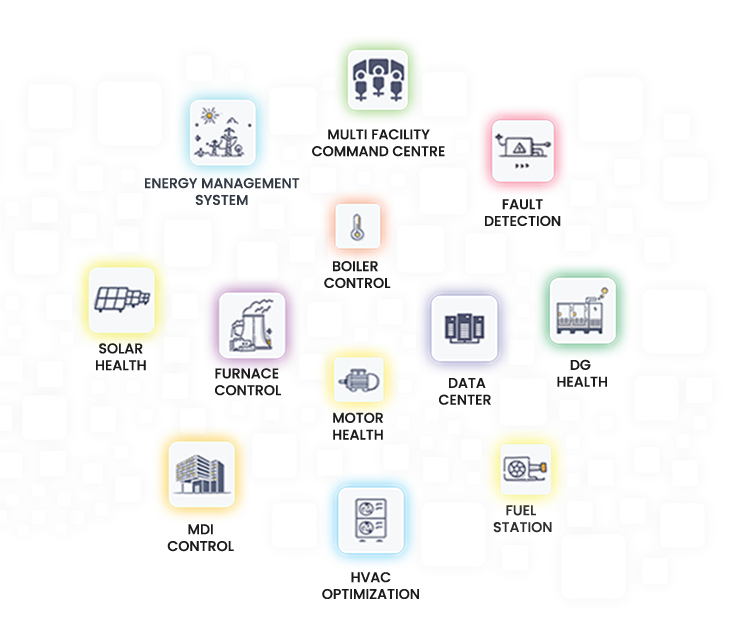 MULTI FACILITY
COMMAND CENTRE
ENERGY MANAGEMENT
SYSTEM
FAULT
DETECTION
BOILER
CONTROL
SOLAR
HEALTH
FURNACE
CONTROL
DATA
CENTER
DG
HEALTH
MOTOR
HEALTH
MDI
CONTROL
FUEL
STATION
HVAC
OPTIMIZATION